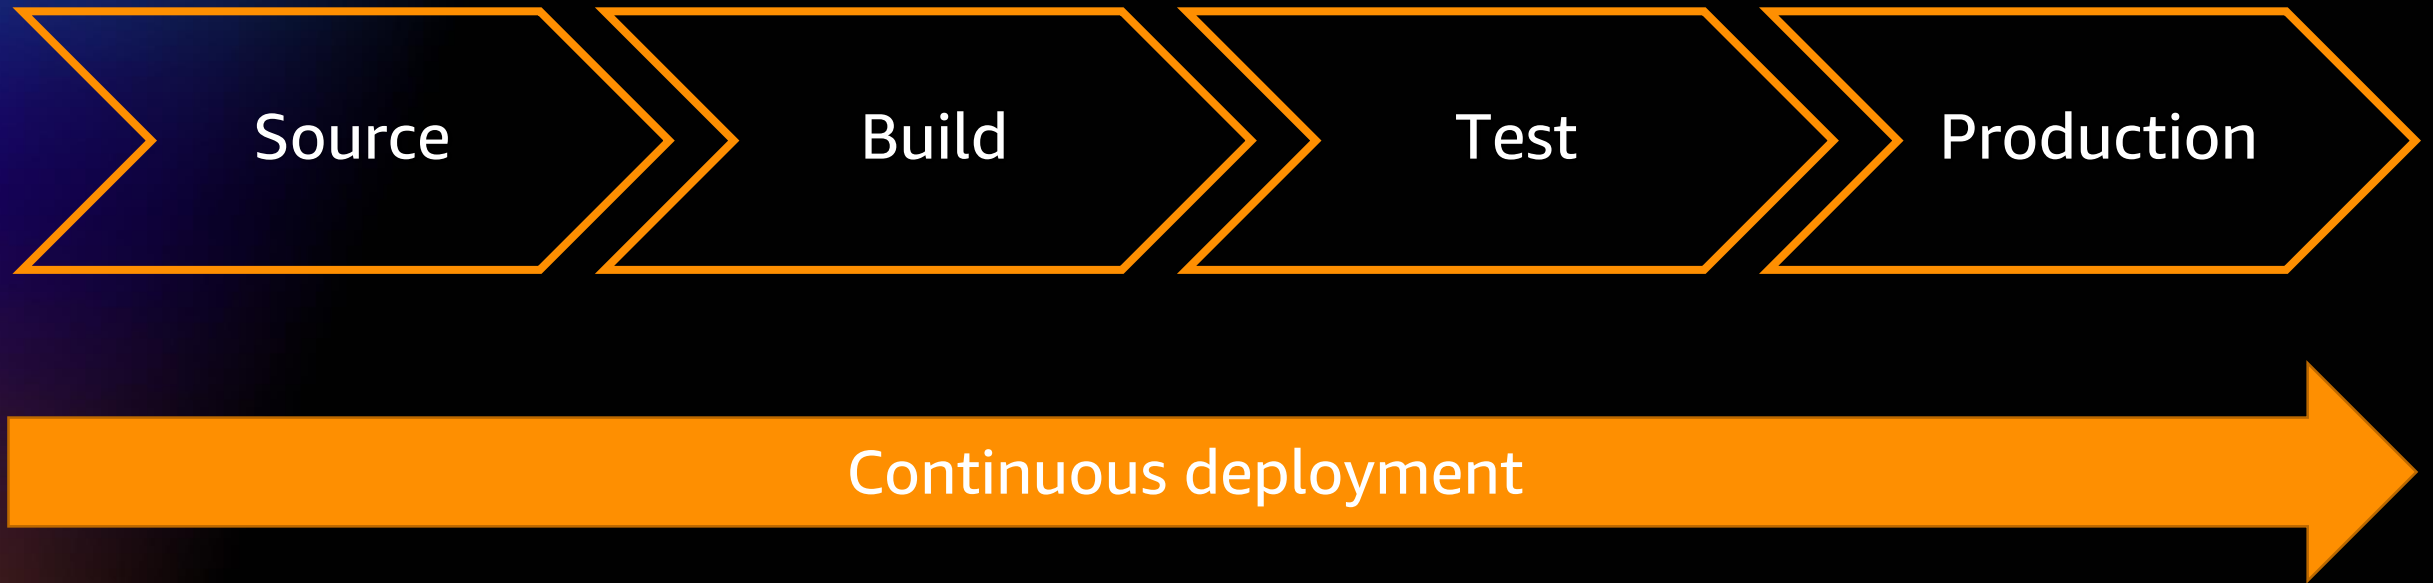 Source
Build
Test
Production
Continuous deployment